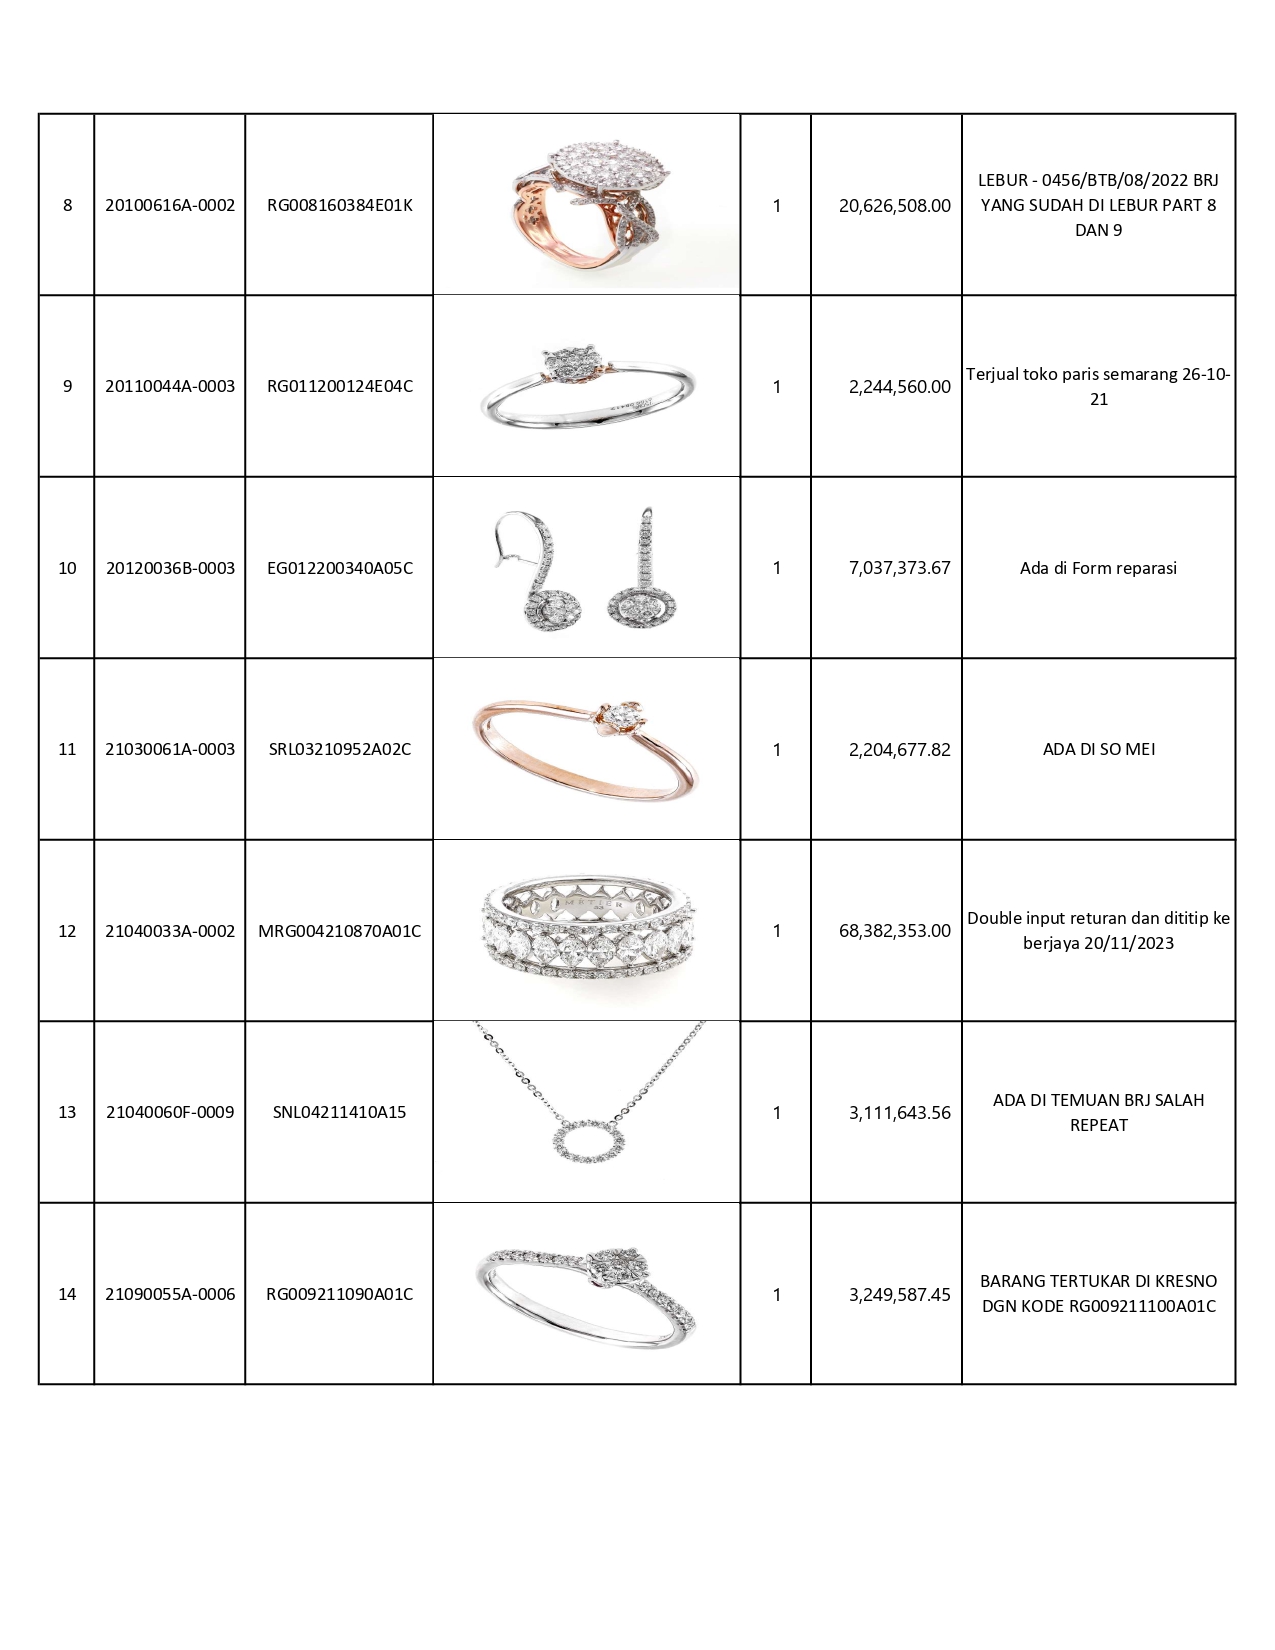 8
20100616A-0002
RG008160384E01K
1
20,626,508.00
LEBUR - 0456/BTB/08/2022 BRJ
YANG SUDAH DI LEBUR PART 8
DAN 9
9
20110044A-0003
RG011200124E04C
1
2,244,560.00
Terjual toko paris semarang 26-10-
21
10
20120036B-0003
EG012200340A05C
1
7,037,373.67
Ada di Form reparasi
11
21030061A-0003
SRL03210952A02C
1
2,204,677.82
ADA DI SO MEI
12
21040033A-0002
MRG004210870A01C
1
68,382,353.00
Double input returan dan dititip ke
berjaya 20/11/2023
13
21040060F-0009
SNL04211410A15
1
3,111,643.56
ADA DI TEMUAN BRJ SALAH
REPEAT
14
21090055A-0006
RG009211090A01C
1
3,249,587.45
BARANG TERTUKAR DI KRESNO
DGN KODE RG009211100A01C